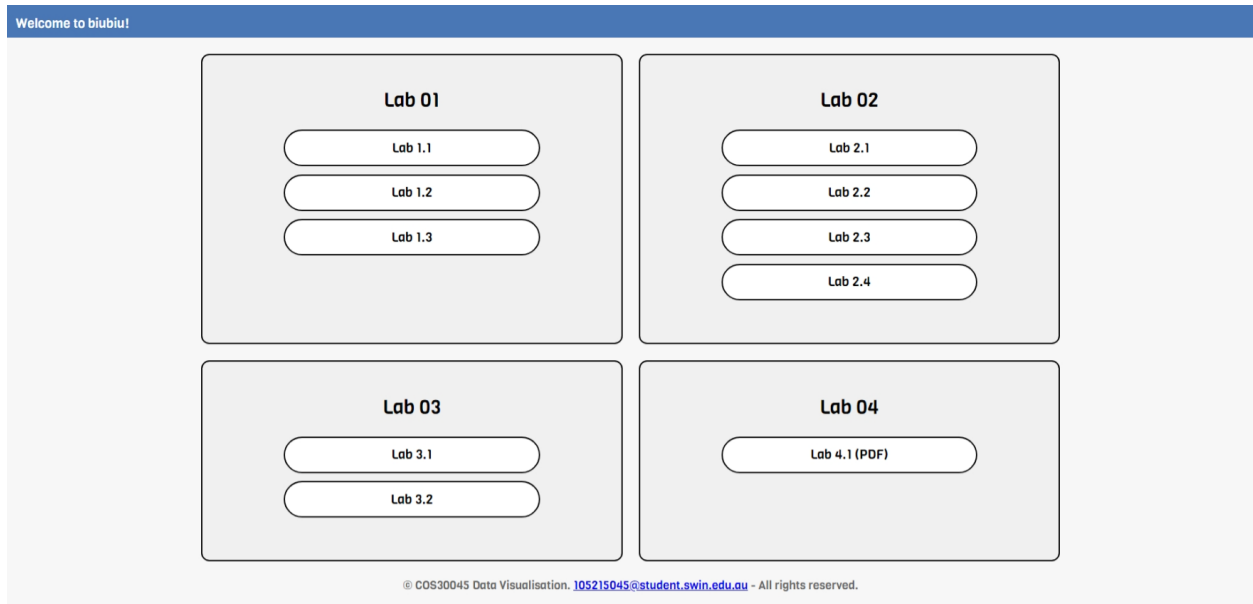 Welcome to biubiu!
Lab 01
Lab 1.1
Lab 1.2
Lab 1.3
Lab 02
Lab 2.1
Lab 2.2
Lab 2.3
Lab 2.4
Lab 03
Lab 3.1
Lab 3.2
Lab 04
Lab 4.1 (PDF)
© COS30045 Data Visualisation. 105215045@student.swin.edu.au - All rights reserved.